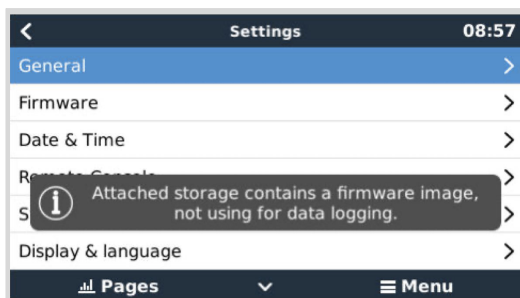 Settings 08:57
General
Firmware
Date & Time
Attached storage contains a firmware image,
not using for data logging.
S
Display & language
Pages Menu